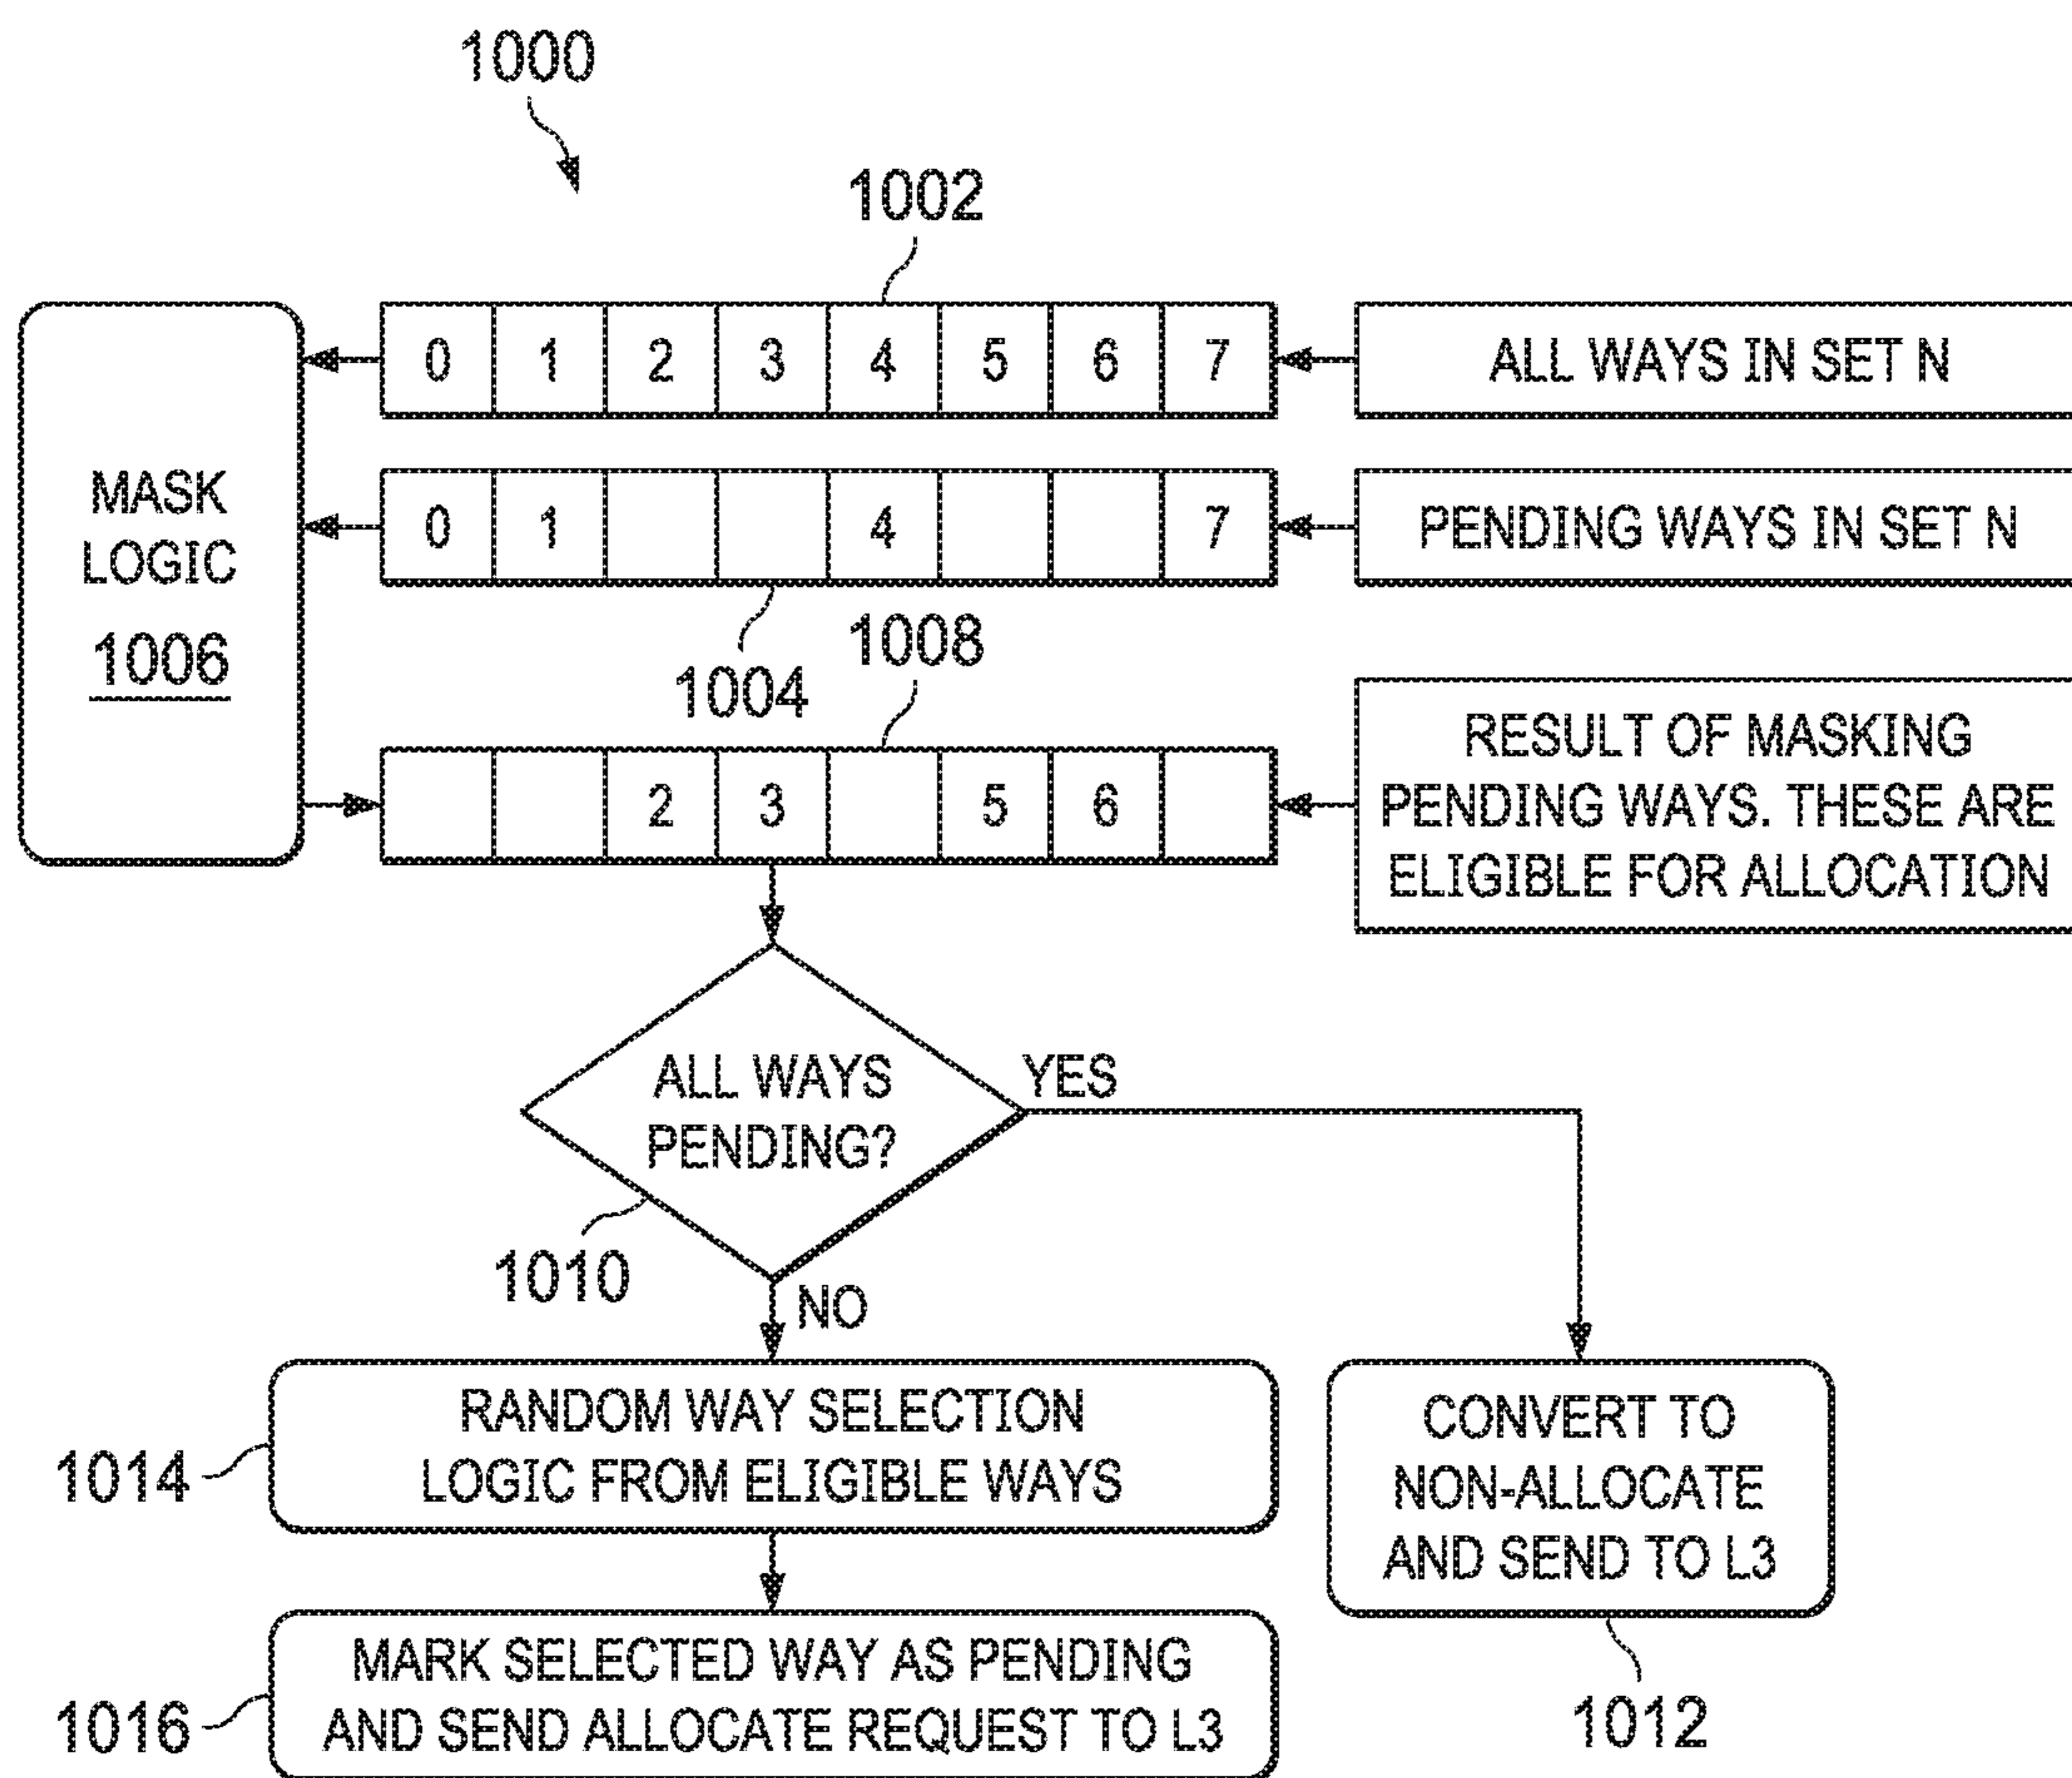 1000
1002
0 1 2 3 4 5 6 7
ALL WAYS IN SET N
MASK
LOGIC
1006
0 1 4 7
PENDING WAYS IN SET N
1004
1008
2 3 5 6
RESULT OF MASKING
PENDING WAYS. THESE ARE
ELIGIBLE FOR ALLOCATION
ALL WAYS
PENDING?
YES
1010
NO
RANDOM WAY SELECTION
LOGIC FROM ELIGIBLE WAYS
1014
CONVERT TO
NON-ALLOCATE
AND SEND TO L3
1012
MARK SELECTED WAY AS PENDING
AND SEND ALLOCATE REQUEST TO L3
1016